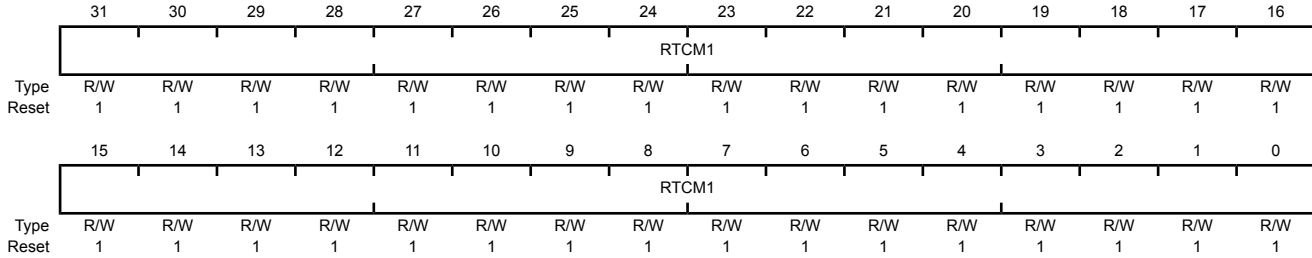 31 30 29 28 27 26 25 24 23 22 21 20 19 18 17 16
RTCM1
Type R/W R/W R/W R/W R/W R/W R/W R/W R/W R/W R/W R/W R/W R/W R/W R/W
Reset 1 1 1 1 1 1 1 1 1 1 1 1 1 1 1 1
15 14 13 12 11 10 9 8 7 6 5 4 3 2 1 0
RTCM1
Type R/W R/W R/W R/W R/W R/W R/W R/W R/W R/W R/W R/W R/W R/W R/W R/W
Reset 1 1 1 1 1 1 1 1 1 1 1 1 1 1 1 1